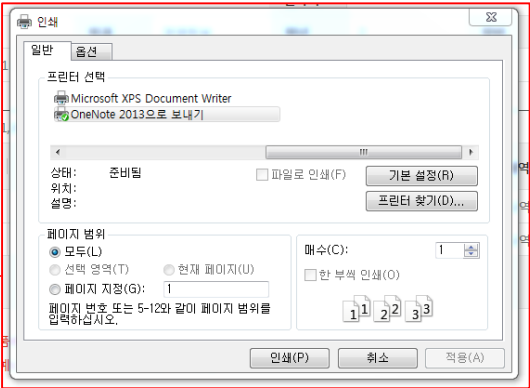 인쇄
일반 옵션
프린터 선택
Microsoft XPS Document Writer
OneNote 2013으로 보내기
상태: 준비됨 파일로 인쇄(F) 기본 설정(R)
위치:
설명: 프린터 찾기(D)...
페이지 범위
모두(L)
선택 영역(T) 현재 페이지(U)
페이지 지정(G): 1
페이지 번호 또는 5-12와 같이 페이지 범위를
입력하십시오.
매수(C): 1
한 부씩 인쇄(O)
1 1 2 2 3 3
인쇄(P) 취소 적용(A)